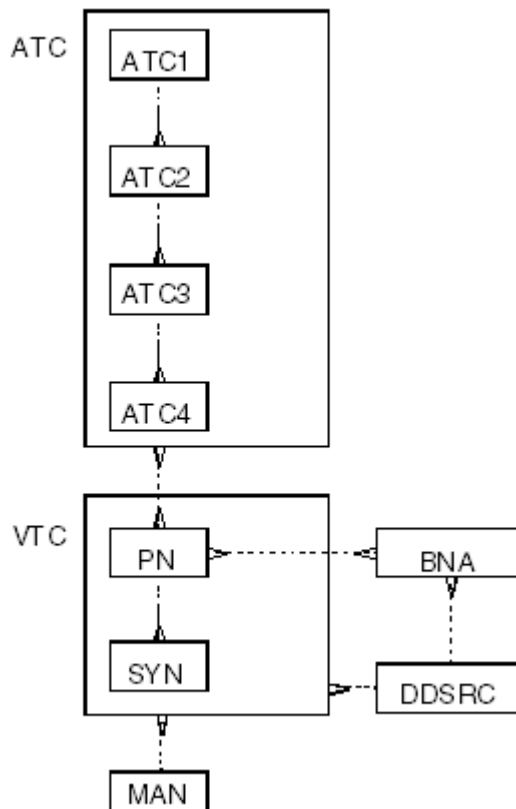 ATC
ATC1
ATC2
ATC3
ATC4
VTC
PN
BNA
SYN
DDSRC
MAN